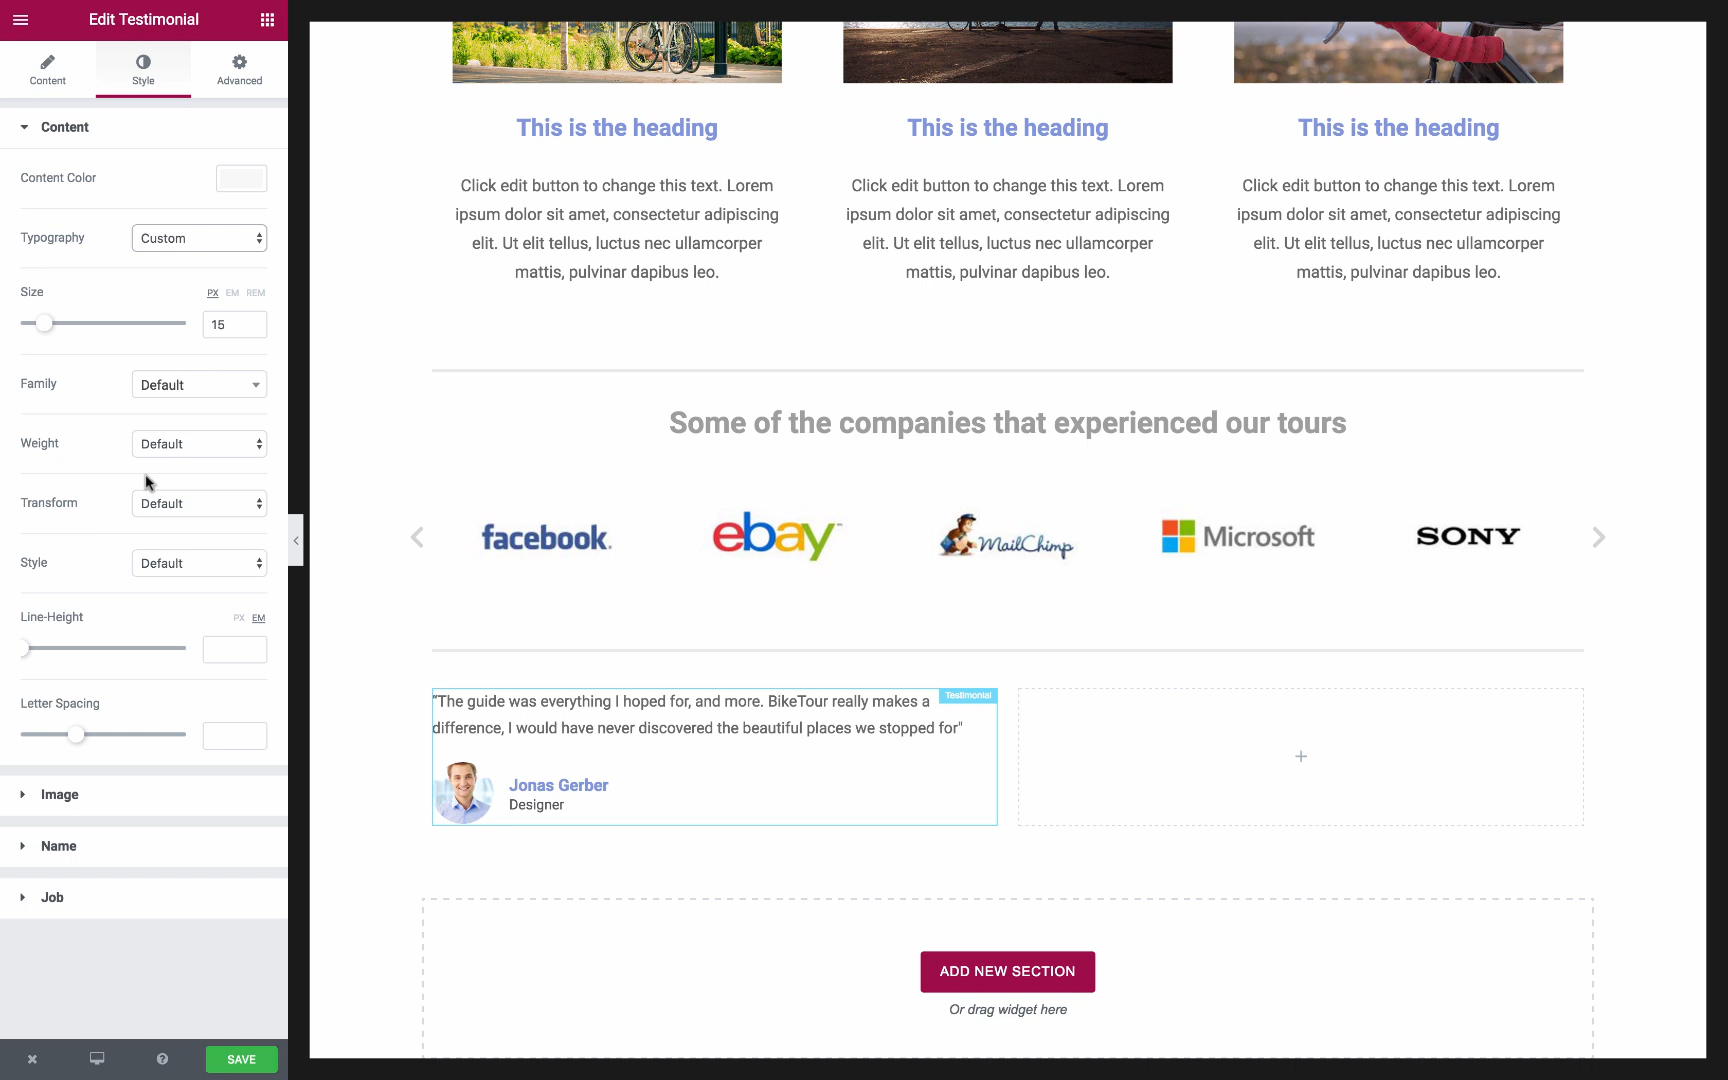 Edit Testimonial
Content
Style
Advanced
Content
Content Color
Typography
Custom
Size
PX EM REM
15
Family
Default
Weight
Default
Transform
Default
Style
Default
Line-Height
PX EM
Letter Spacing
Image
Name
Job
SAVE
This is the heading
Click edit button to change this text. Lorem
ipsum dolor sit amet, consectetur adipiscing
elit. Ut elit tellus, luctus nec ullamcorper
mattis, pulvinar dapibus leo.
This is the heading
Click edit button to change this text. Lorem
ipsum dolor sit amet, consectetur adipiscing
elit. Ut elit tellus, luctus nec ullamcorper
mattis, pulvinar dapibus leo.
This is the heading
Click edit button to change this text. Lorem
ipsum dolor sit amet, consectetur adipiscing
elit. Ut elit tellus, luctus nec ullamcorper
mattis, pulvinar dapibus leo.
Some of the companies that experienced our tours
facebook.
ebay™
MailChimp
Microsoft
SONY
Testimonial
"The guide was everything I hoped for, and more. BikeTour really makes a
difference, I would have never discovered the beautiful places we stopped for"
Jonas Gerber
Designer
ADD NEW SECTION
Or drag widget here